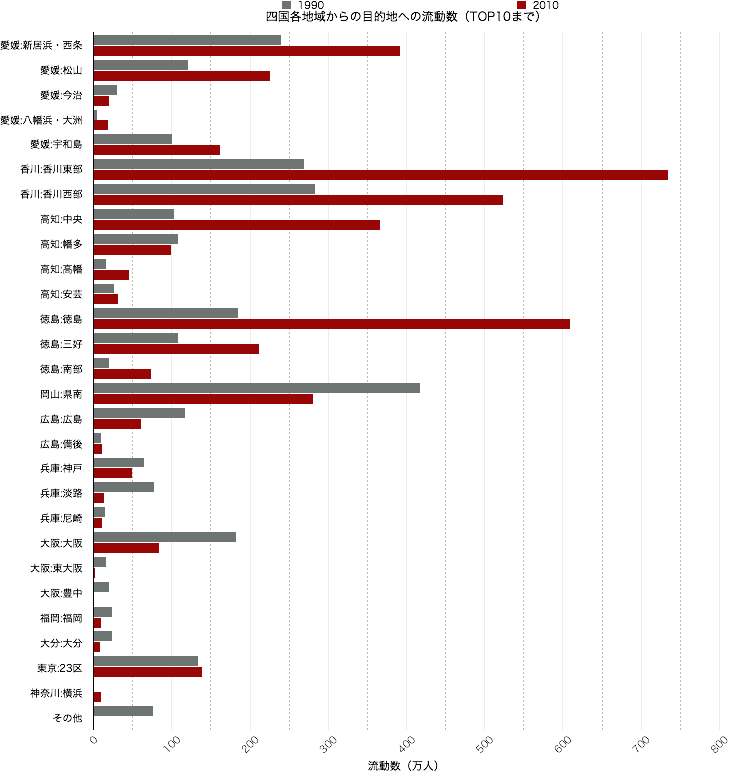 1990 2010
四国各地域からの目的地への流動数（TOP10まで）
愛媛:新居浜・西条
愛媛:松山
愛媛:今治
愛媛:八幡浜・大洲
愛媛:宇和島
香川:香川東部
香川:香川西部
高知:中央
高知:幡多
高知:高幡
高知:安芸
徳島:徳島
徳島:三好
徳島:南部
岡山:県南
広島:広島
広島:備後
兵庫:神戸
兵庫:淡路
兵庫:尼崎
大阪:大阪
大阪:東大阪
大阪:豊中
福岡:福岡
大分:大分
東京:23区
神奈川:横浜
その他
0 100 200 300 400 500 600 700 800
流動数（万人）